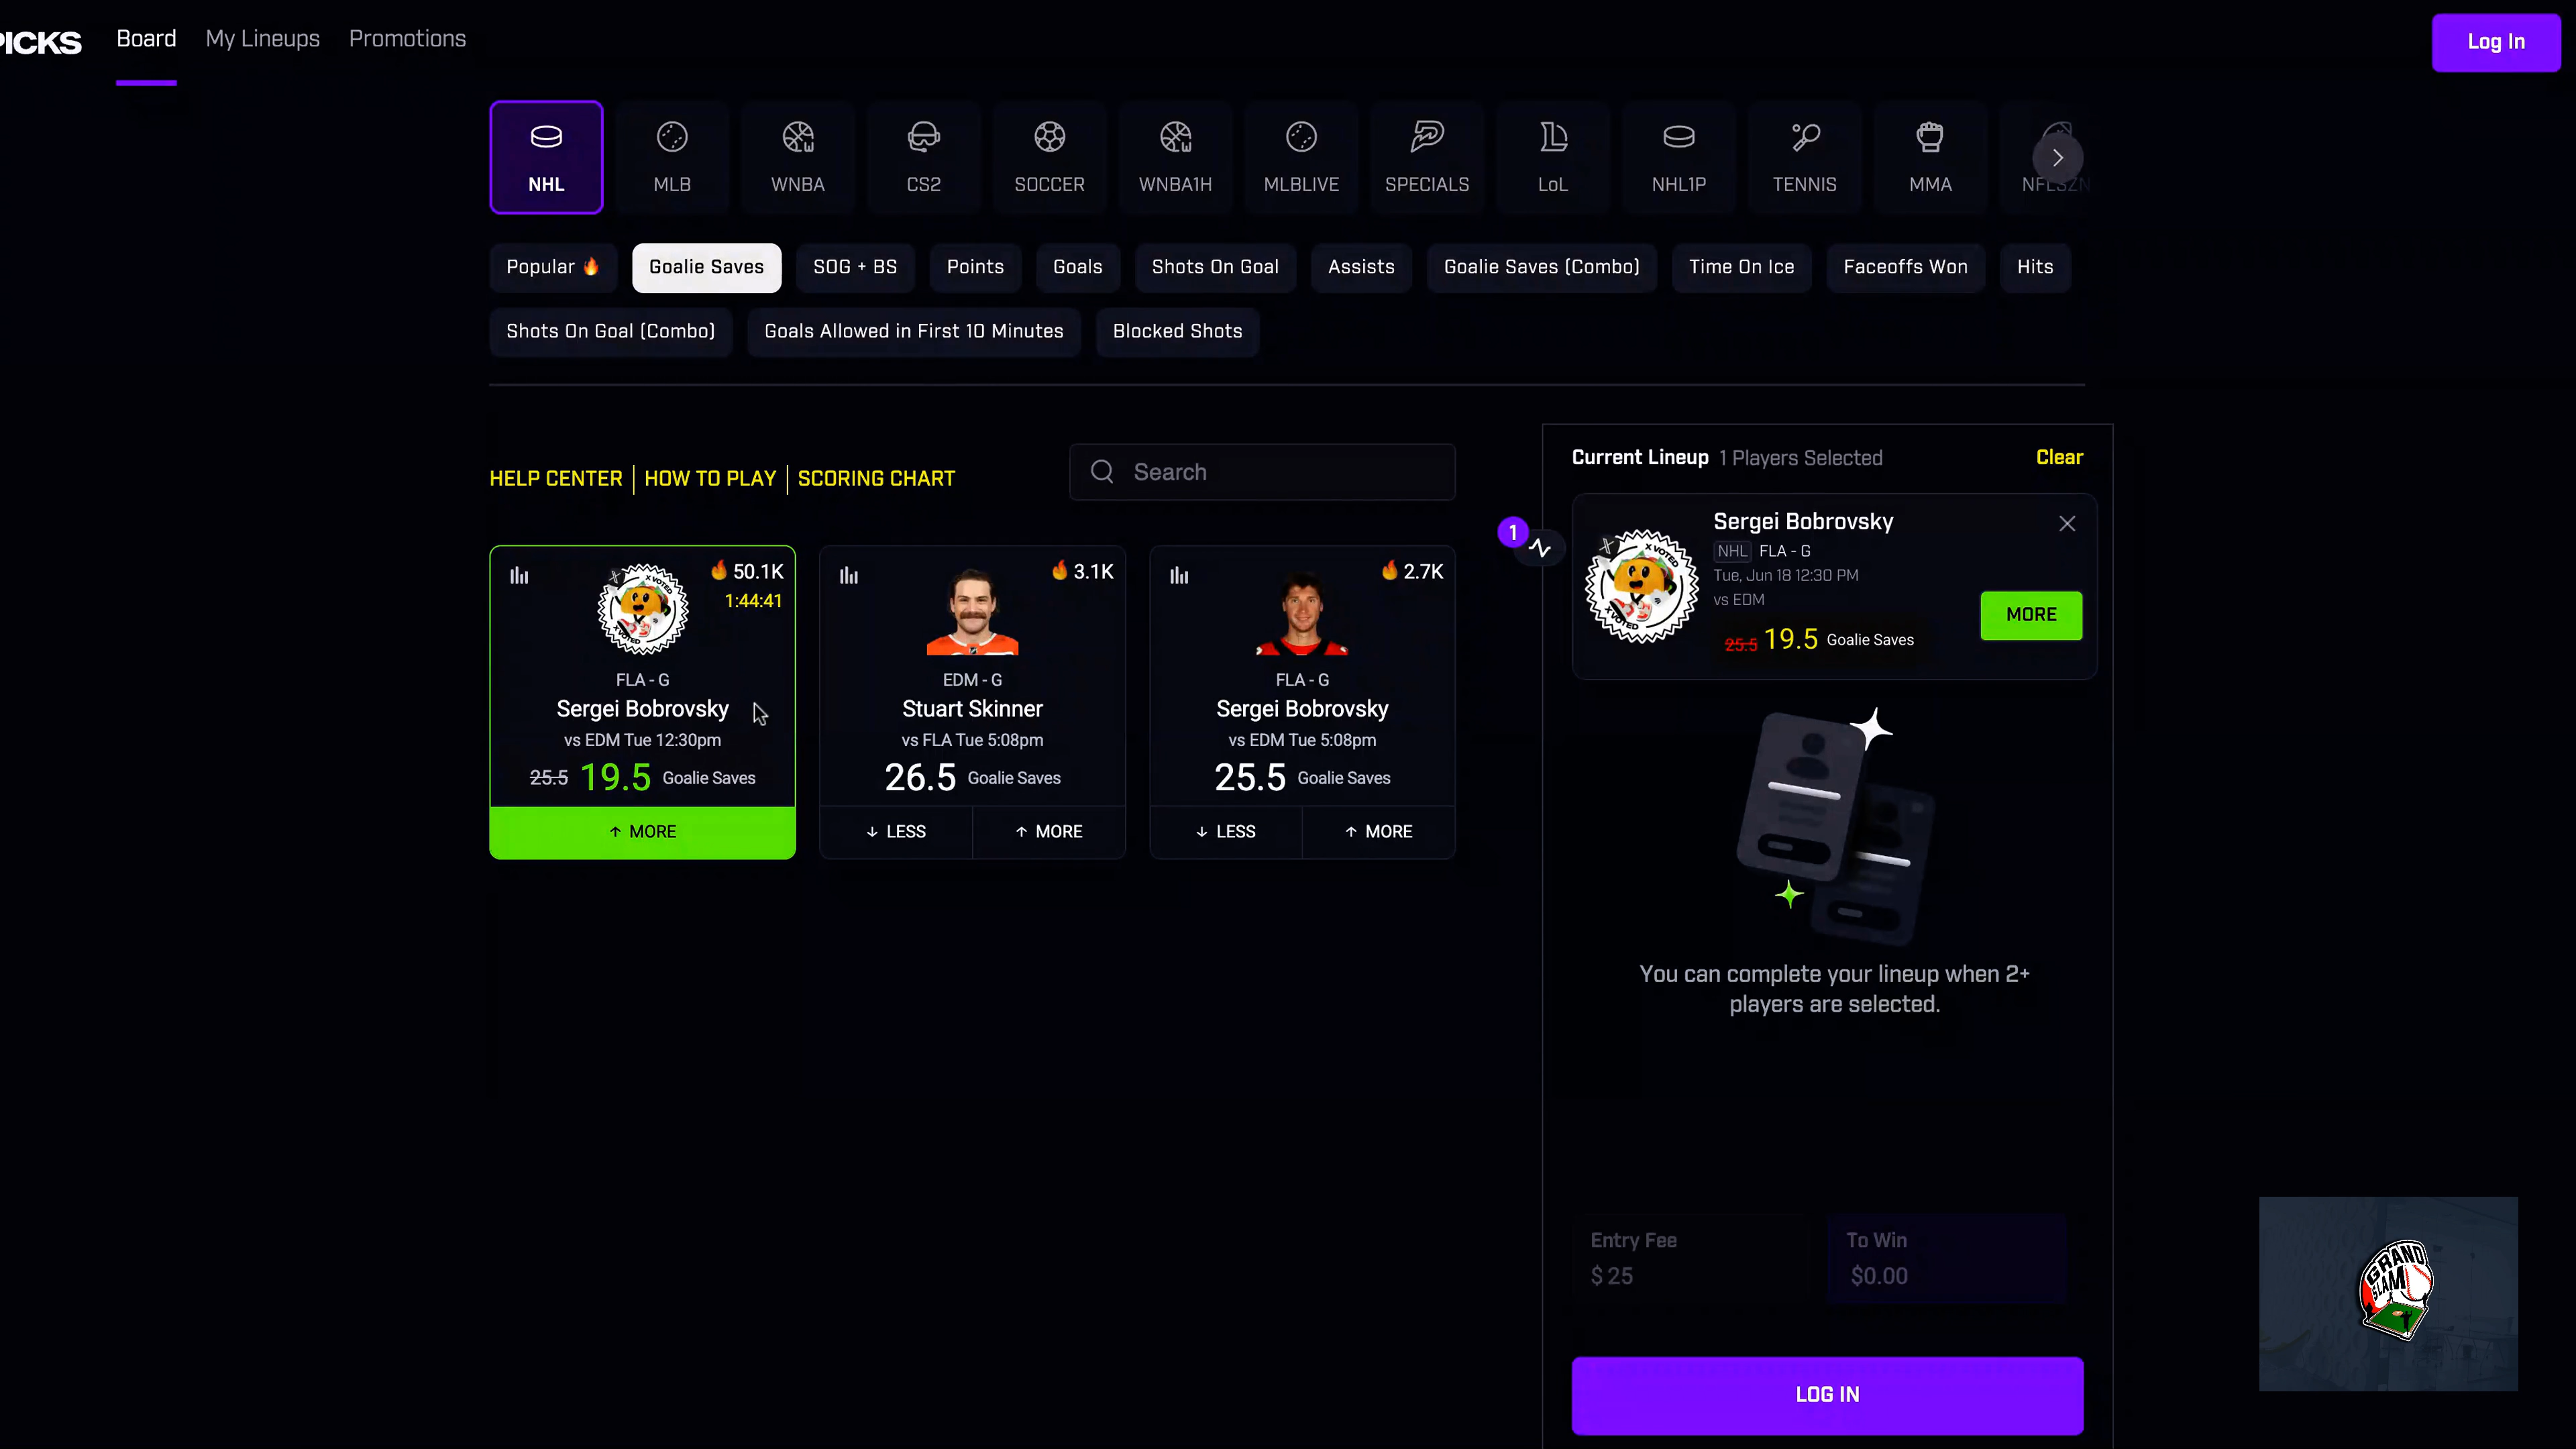 PICKS
Board
My Lineups
Promotions
Log In
NHL
MLB
WNBA
CS2
SOCCER
WNBA1H
MLBLIVE
SPECIALS
LoL
NHL1P
TENNIS
MMA
NFLSZN
Popular
Goalie Saves
SOG + BS
Points
Goals
Shots On Goal
Assists
Goalie Saves (Combo)
Time On Ice
Faceoffs Won
Hits
Shots On Goal (Combo)
Goals Allowed in First 10 Minutes
Blocked Shots
HELP CENTER
HOW TO PLAY
SCORING CHART
Search
50.1K
1:44:41
X VOTED
X VOTED
FLA - G
Sergei Bobrovsky
vs EDM Tue 12:30pm
25.5 19.5 Goalie Saves
MORE
3.1K
EDM - G
Stuart Skinner
vs FLA Tue 5:08pm
26.5 Goalie Saves
LESS
MORE
2.7K
FLA - G
Sergei Bobrovsky
vs EDM Tue 5:08pm
25.5 Goalie Saves
LESS
MORE
Current Lineup 1 Players Selected
Clear
1
X VOTED
X VOTED
Sergei Bobrovsky
NHL FLA - G
Tue, Jun 18 12:30 PM
vs EDM
25.5 19.5 Goalie Saves
MORE
You can complete your lineup when 2+
players are selected.
Entry Fee
$ 25
To Win
$0.00
LOG IN
GRAND
SLAM